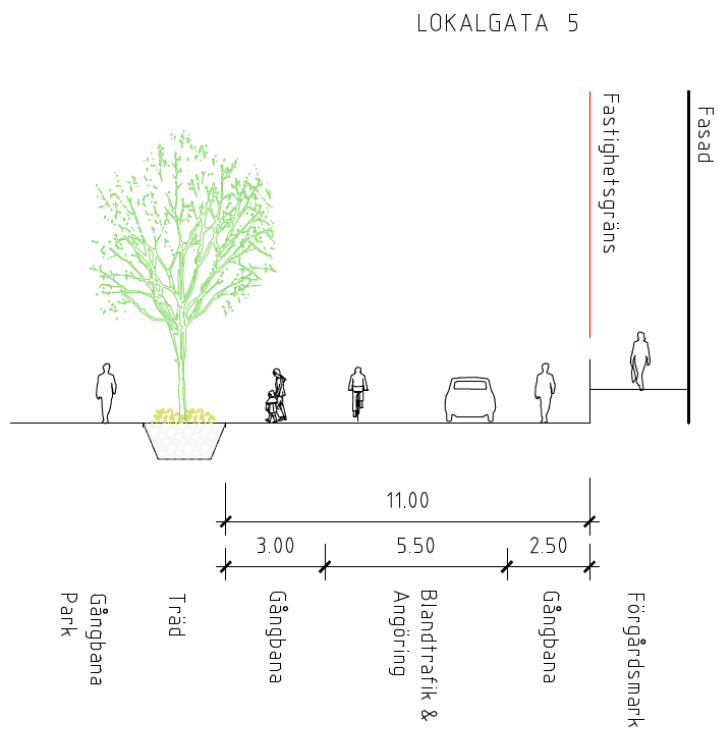 LOKALGATA 5
Fastighetsgräns
Fasad
11.00
3.00
5.50
2.50
Gångbana
Park
Träd
Gångbana
Blandtrafik &
Angöring
Gångbana
Förgårdsmark